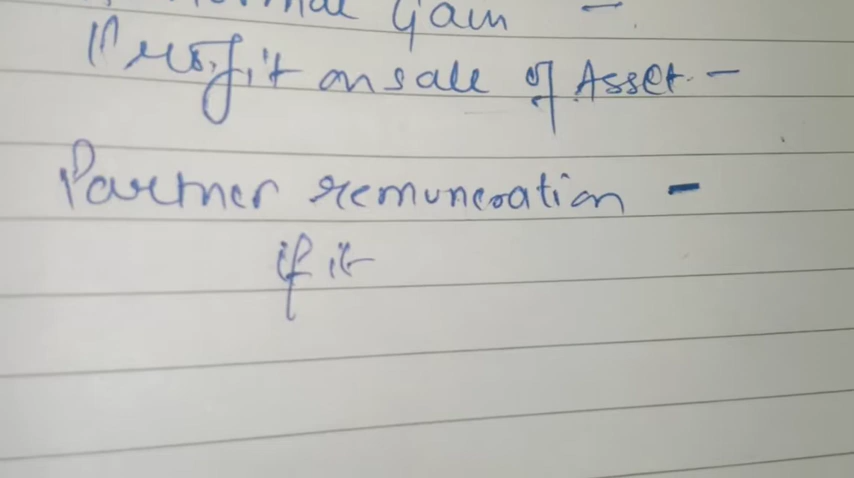 Gain -
Profit on sale of Asset. -
Partner remuneration -
if it